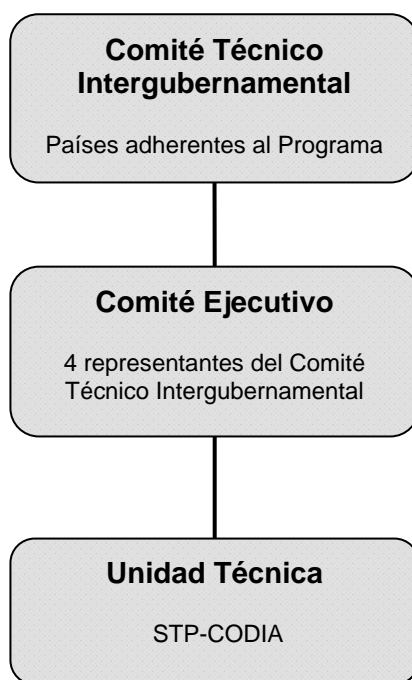 Comité Técnico
Intergubernamental
Países adherentes al Programa
Comité Ejecutivo
4 representantes del Comité
Técnico Intergubernamental
Unidad Técnica
STP-CODIA